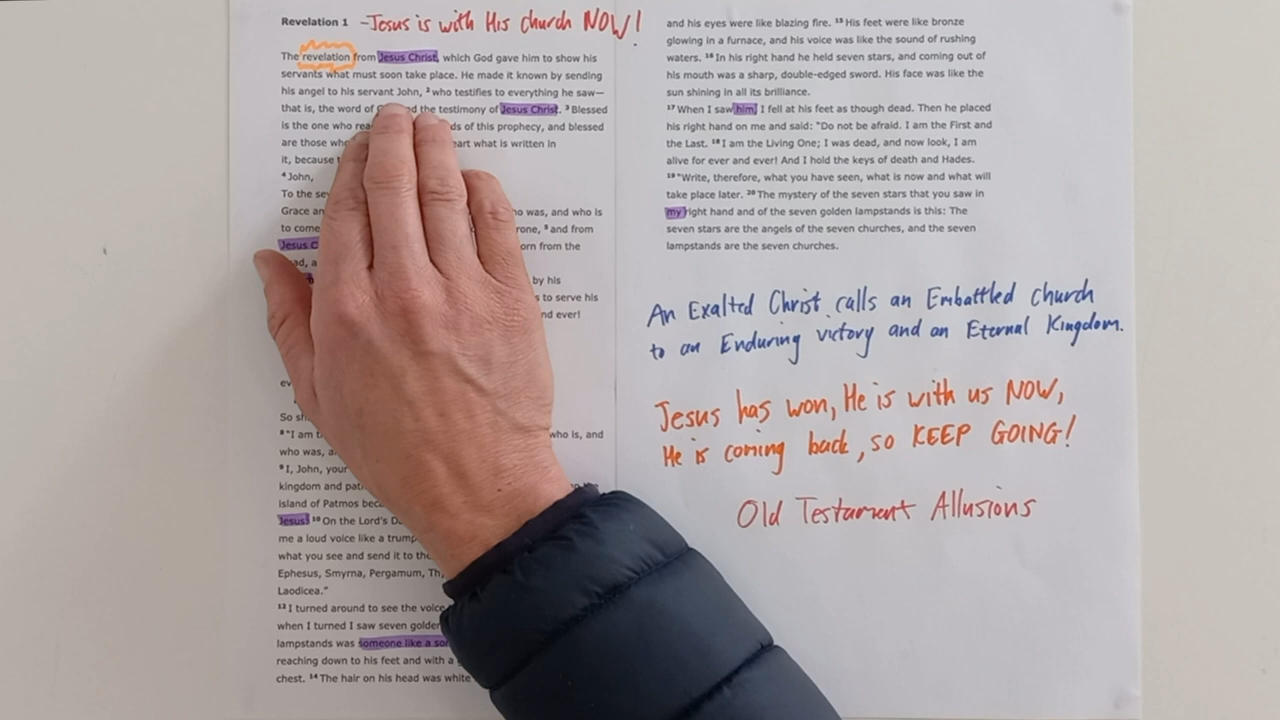 Revelation 1 -Jesus is with His church NOW!
The revelation from Jesus Christ, which God gave him to show his
servants what must soon take place. He made it known by sending
his angel to his servant John, ² who testifies to everything he saw—
that is, the word of the testimony of Jesus Christ. ³ Blessed
is the one who of this prophecy, and blessed
are those what is written in
it, because
⁴ John,
To the
Grace was, and who is
to come ⁵ and from
Jesus from the
by his
to serve his
ever!
So
⁸ "I am who is, and
who was,
⁹ I, John, your
kingdom and
island of Patmos
Jesus. ¹⁰ On the Lord's
me a loud voice like a
what you see and send it to the
Ephesus, Smyrna, Pergamum,
Laodicea."
¹² I turned around to see the voice
when I turned I saw seven
lampstands was someone like a
reaching down to his feet and with a
chest. ¹⁴ The hair on his head was white
and his eyes were like blazing fire. ¹⁵ His feet were like bronze
glowing in a furnace, and his voice was like the sound of rushing
waters. ¹⁶ In his right hand he held seven stars, and coming out of
his mouth was a sharp, double-edged sword. His face was like the
sun shining in all its brilliance.
¹⁷ When I saw him, I fell at his feet as though dead. Then he placed
his right hand on me and said: "Do not be afraid. I am the First and
the Last. ¹⁸ I am the Living One; I was dead, and now look, I am
alive for ever and ever! And I hold the keys of death and Hades.
¹⁹ "Write, therefore, what you have seen, what is now and what will
take place later. ²⁰ The mystery of the seven stars that you saw in
my right hand and of the seven golden lampstands is this: The
seven stars are the angels of the seven churches, and the seven
lampstands are the seven churches.
An Exalted Christ calls an Embattled Church
to an Enduring victory and an Eternal Kingdom.
Jesus has won, He is with us NOW,
He is coming back, so KEEP GOING!
Old Testament Allusions